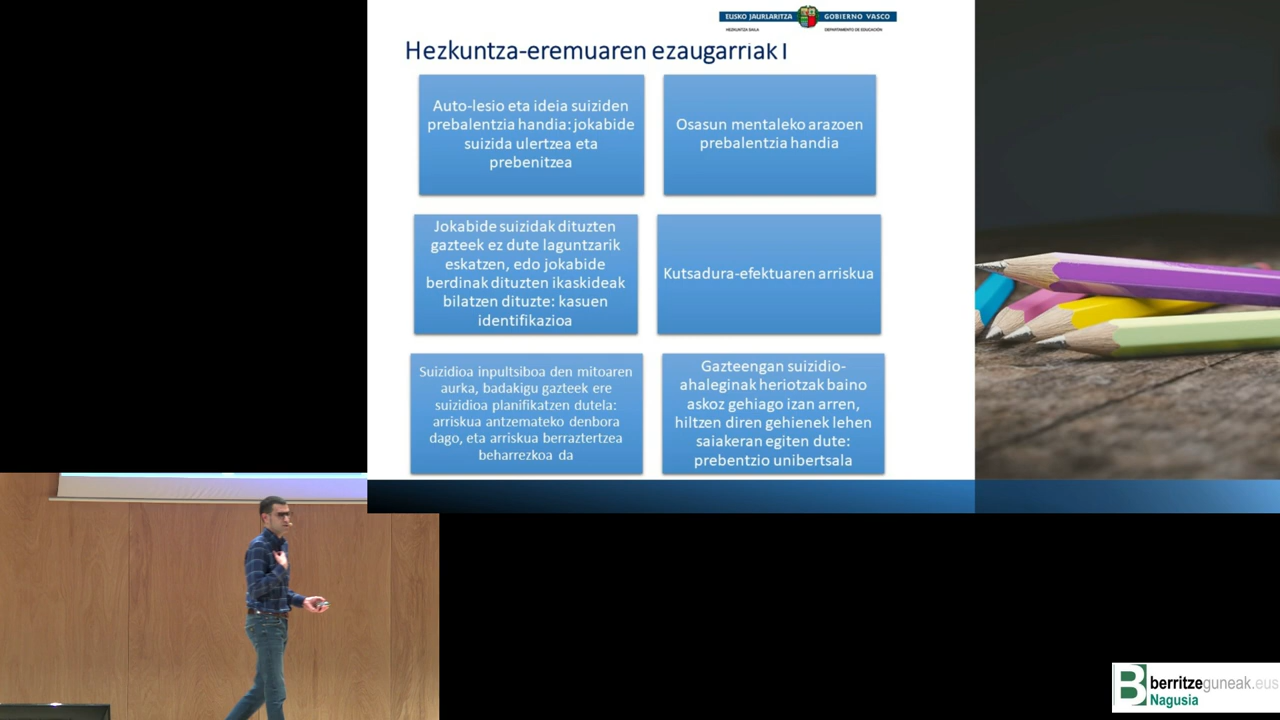 EUSKO JAURLARITZA
GOBIERNO VASCO
HEZKUNTZA SAILA
DEPARTAMENTO DE EDUCACIÓN
Hezkuntza-eremuaren ezaugarriak I
Auto-lesio eta ideia suiziden
prebalentzia handia: jokabide
suizida ulertzea eta
prebenitzea
Osasun mentaleko arazoen
prebalentzia handia
Jokabide suizidak dituzten
gazteek ez dute laguntzarik
eskatzen, edo jokabide
berdinak dituzten ikaskideak
bilatzen dituzte: kasuen
identifikazioa
Kutsadura-efektuaren arriskua
Suizidioa inpultsiboa den mitoaren
aurka, badakigu gazteek ere
suizidioa planifikatzen dutela:
arriskua antzemateko denbora
dago, eta arriskua berraztertzea
beharrezkoa da
Gazteengan suizidio-
ahaleginak heriotzak baino
askoz gehiago izan arren,
hiltzen diren gehienek lehen
saiakeran egiten dute:
prebentzio unibertsala
berritzeguneak.eus
Nagusia